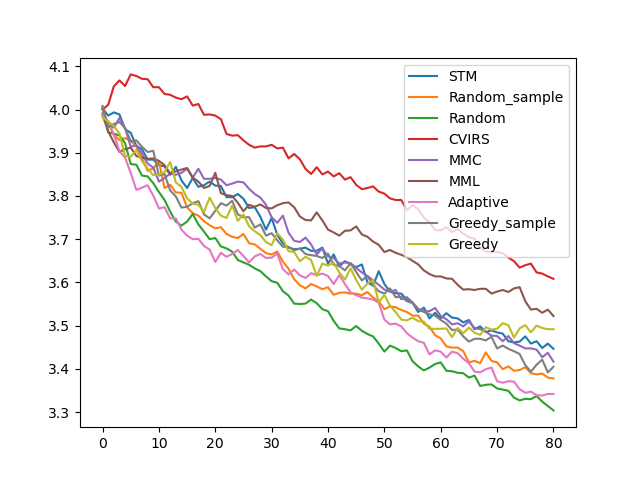 4.1
4.0
3.9
3.8
3.7
3.6
3.5
3.4
3.3
0
10
20
30
40
50
60
70
80
STM
Random_sample
Random
CVIRS
MMC
MML
Adaptive
Greedy_sample
Greedy